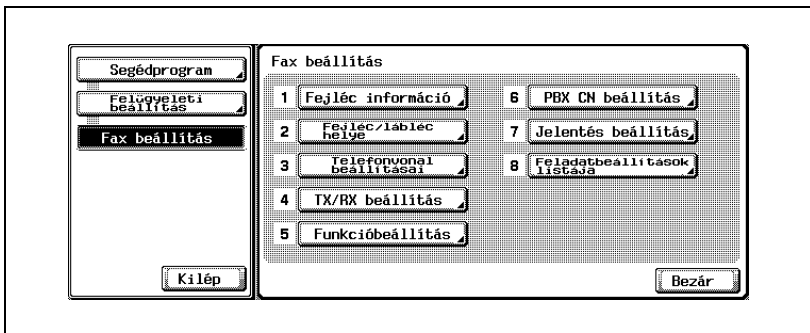 Segédprogram
Felügyeleti
beállítás
Fax beállítás
Kilép
Fax beállítás
1 Fejléc információ
2 Fejléc/lábléc
helye
3 Telefonvonal
beállításai
4 TX/RX beállítás
5 Funkcióbeállítás
6 PBX CN beállítás
7 Jelentés beállítás
8 Feladatbeállítások
listája
Bezár